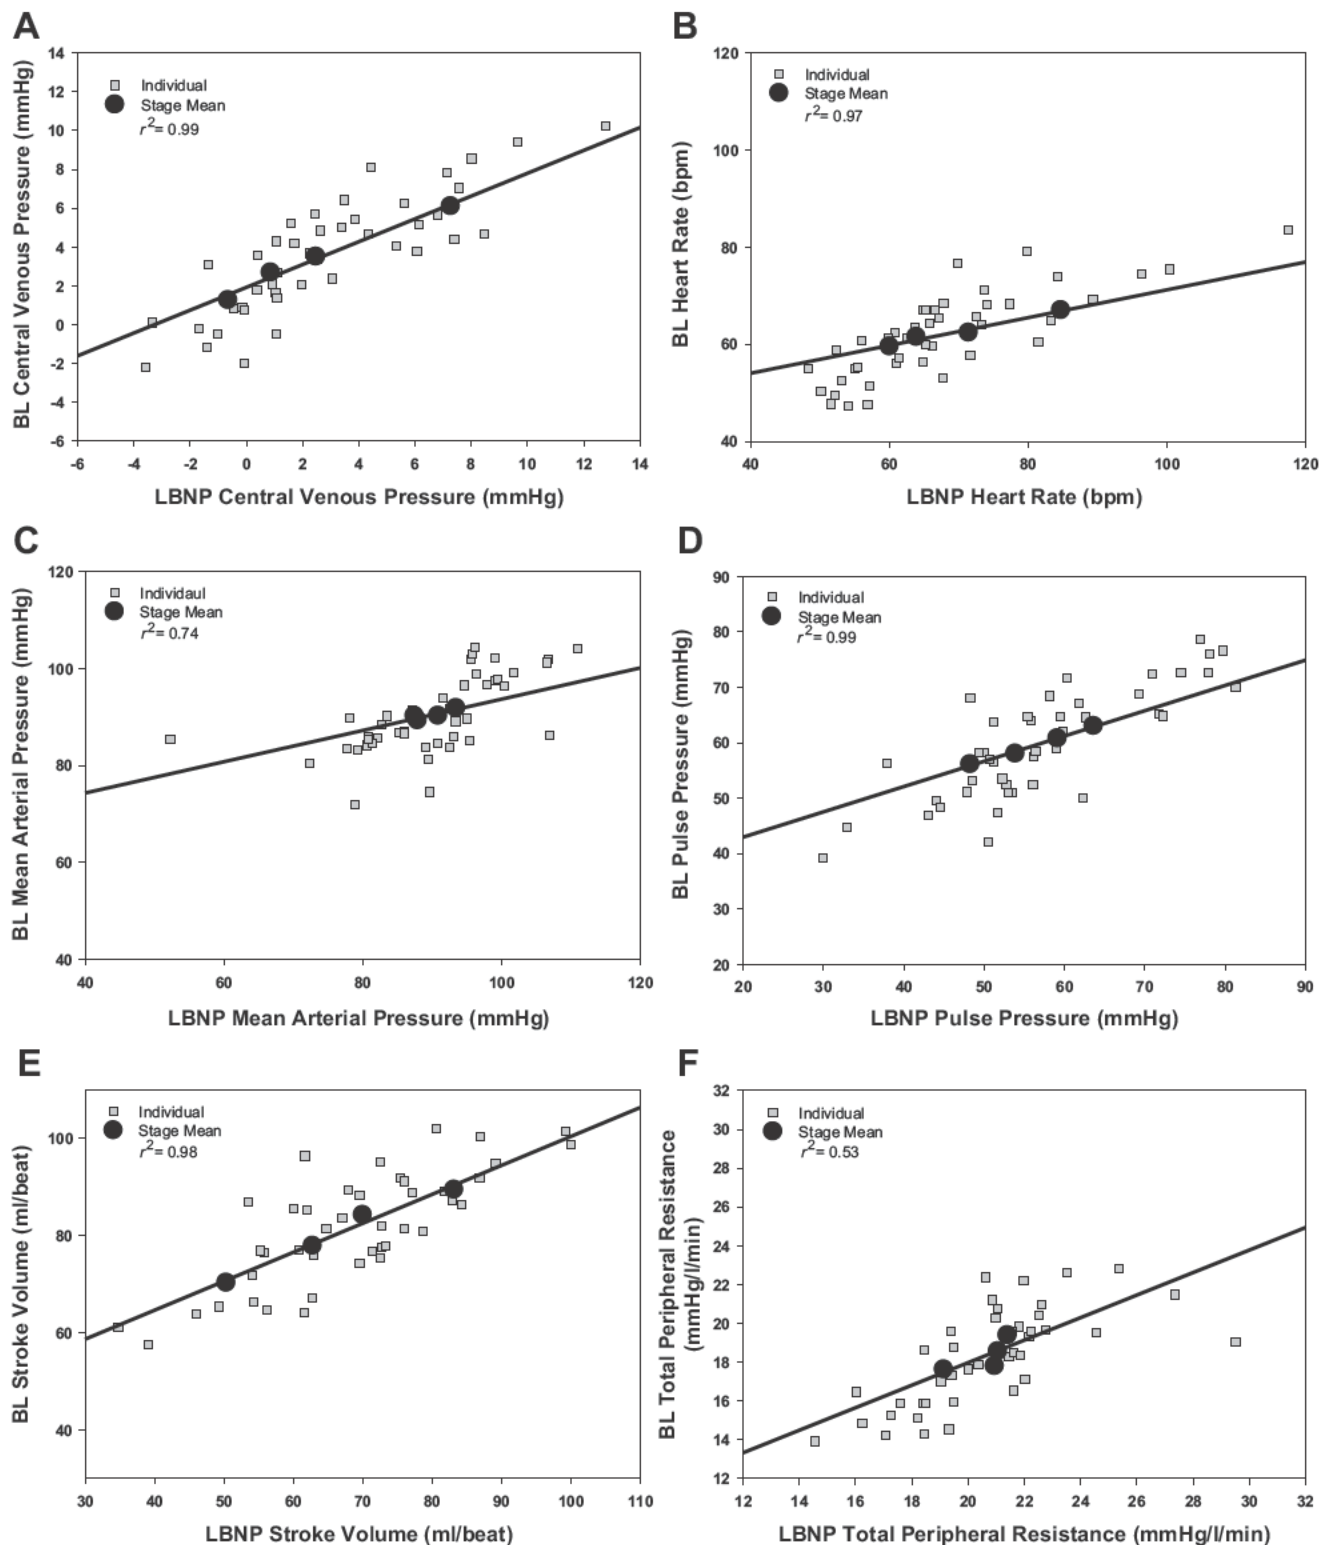 A
BL Central Venous Pressure (mmHg)
14
12
10
8
6
4
2
0
-2
-4
-6
Individual
Stage Mean
r²= 0.99
-6 -4 -2 0 2 4 6 8 10 12 14
LBNP Central Venous Pressure (mmHg)
B
BL Heart Rate (bpm)
120
100
80
60
40
Individual
Stage Mean
r²= 0.97
40 60 80 100 120
LBNP Heart Rate (bpm)
C
BL Mean Arterial Pressure (mmHg)
120
100
80
60
40
Individaul
Stage Mean
r²= 0.74
40 60 80 100 120
LBNP Mean Arterial Pressure (mmHg)
D
BL Pulse Pressure (mmHg)
90
80
70
60
50
40
30
20
Individual
Stage Mean
r²= 0.99
20 30 40 50 60 70 80 90
LBNP Pulse Pressure (mmHg)
E
BL Stroke Volume (ml/beat)
100
80
60
40
Individual
Stage Mean
r²= 0.98
30 40 50 60 70 80 90 100 110
LBNP Stroke Volume (ml/beat)
F
BL Total Peripheral Resistance
(mmHg/l/min)
32
30
28
26
24
22
20
18
16
14
12
Individual
Stage Mean
r²= 0.53
12 14 16 18 20 22 24 26 28 30 32
LBNP Total Peripheral Resistance (mmHg/l/min)